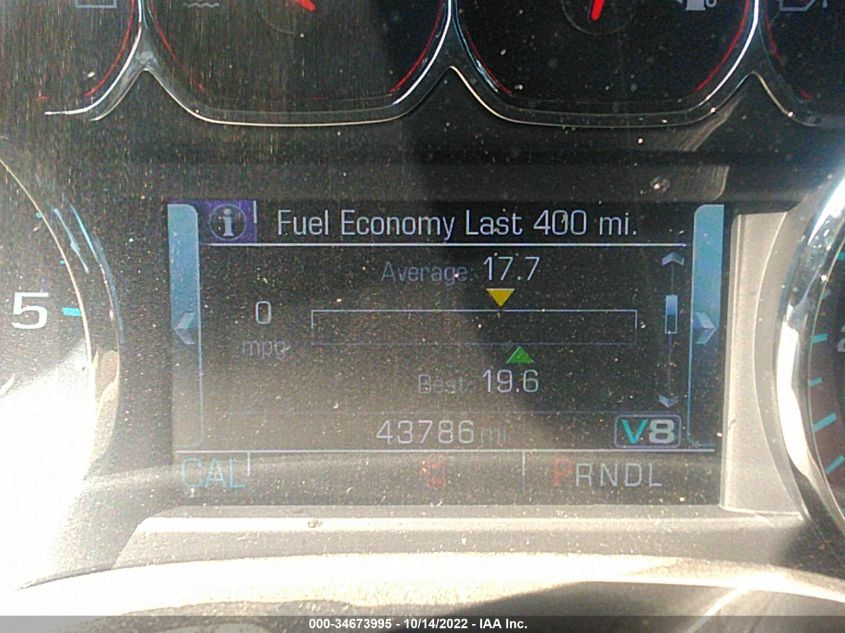 Fuel Economy Last 400 mi.
Average: 17.7
0
mpg
Best: 19.6
5
43786 mi V8
CAL PRNDL
000-34673995 - 10/14/2022 - IAA Inc.